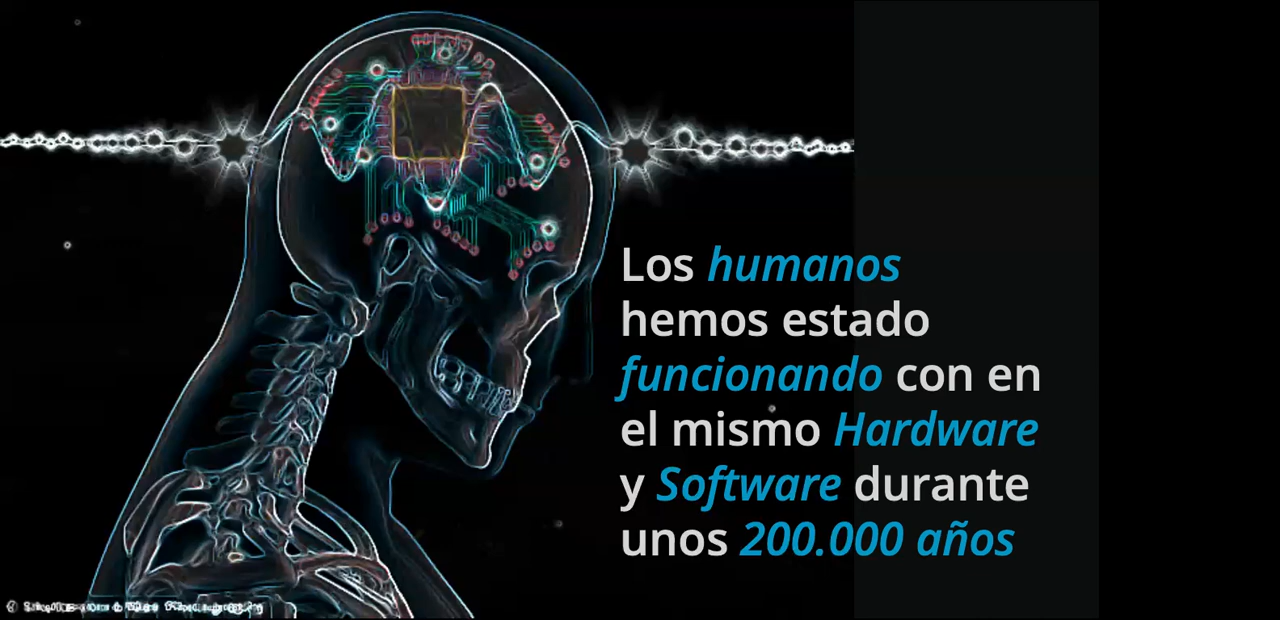 Los humanos
hemos estado
funcionando con en
el mismo Hardware
y Software durante
unos 200.000 años